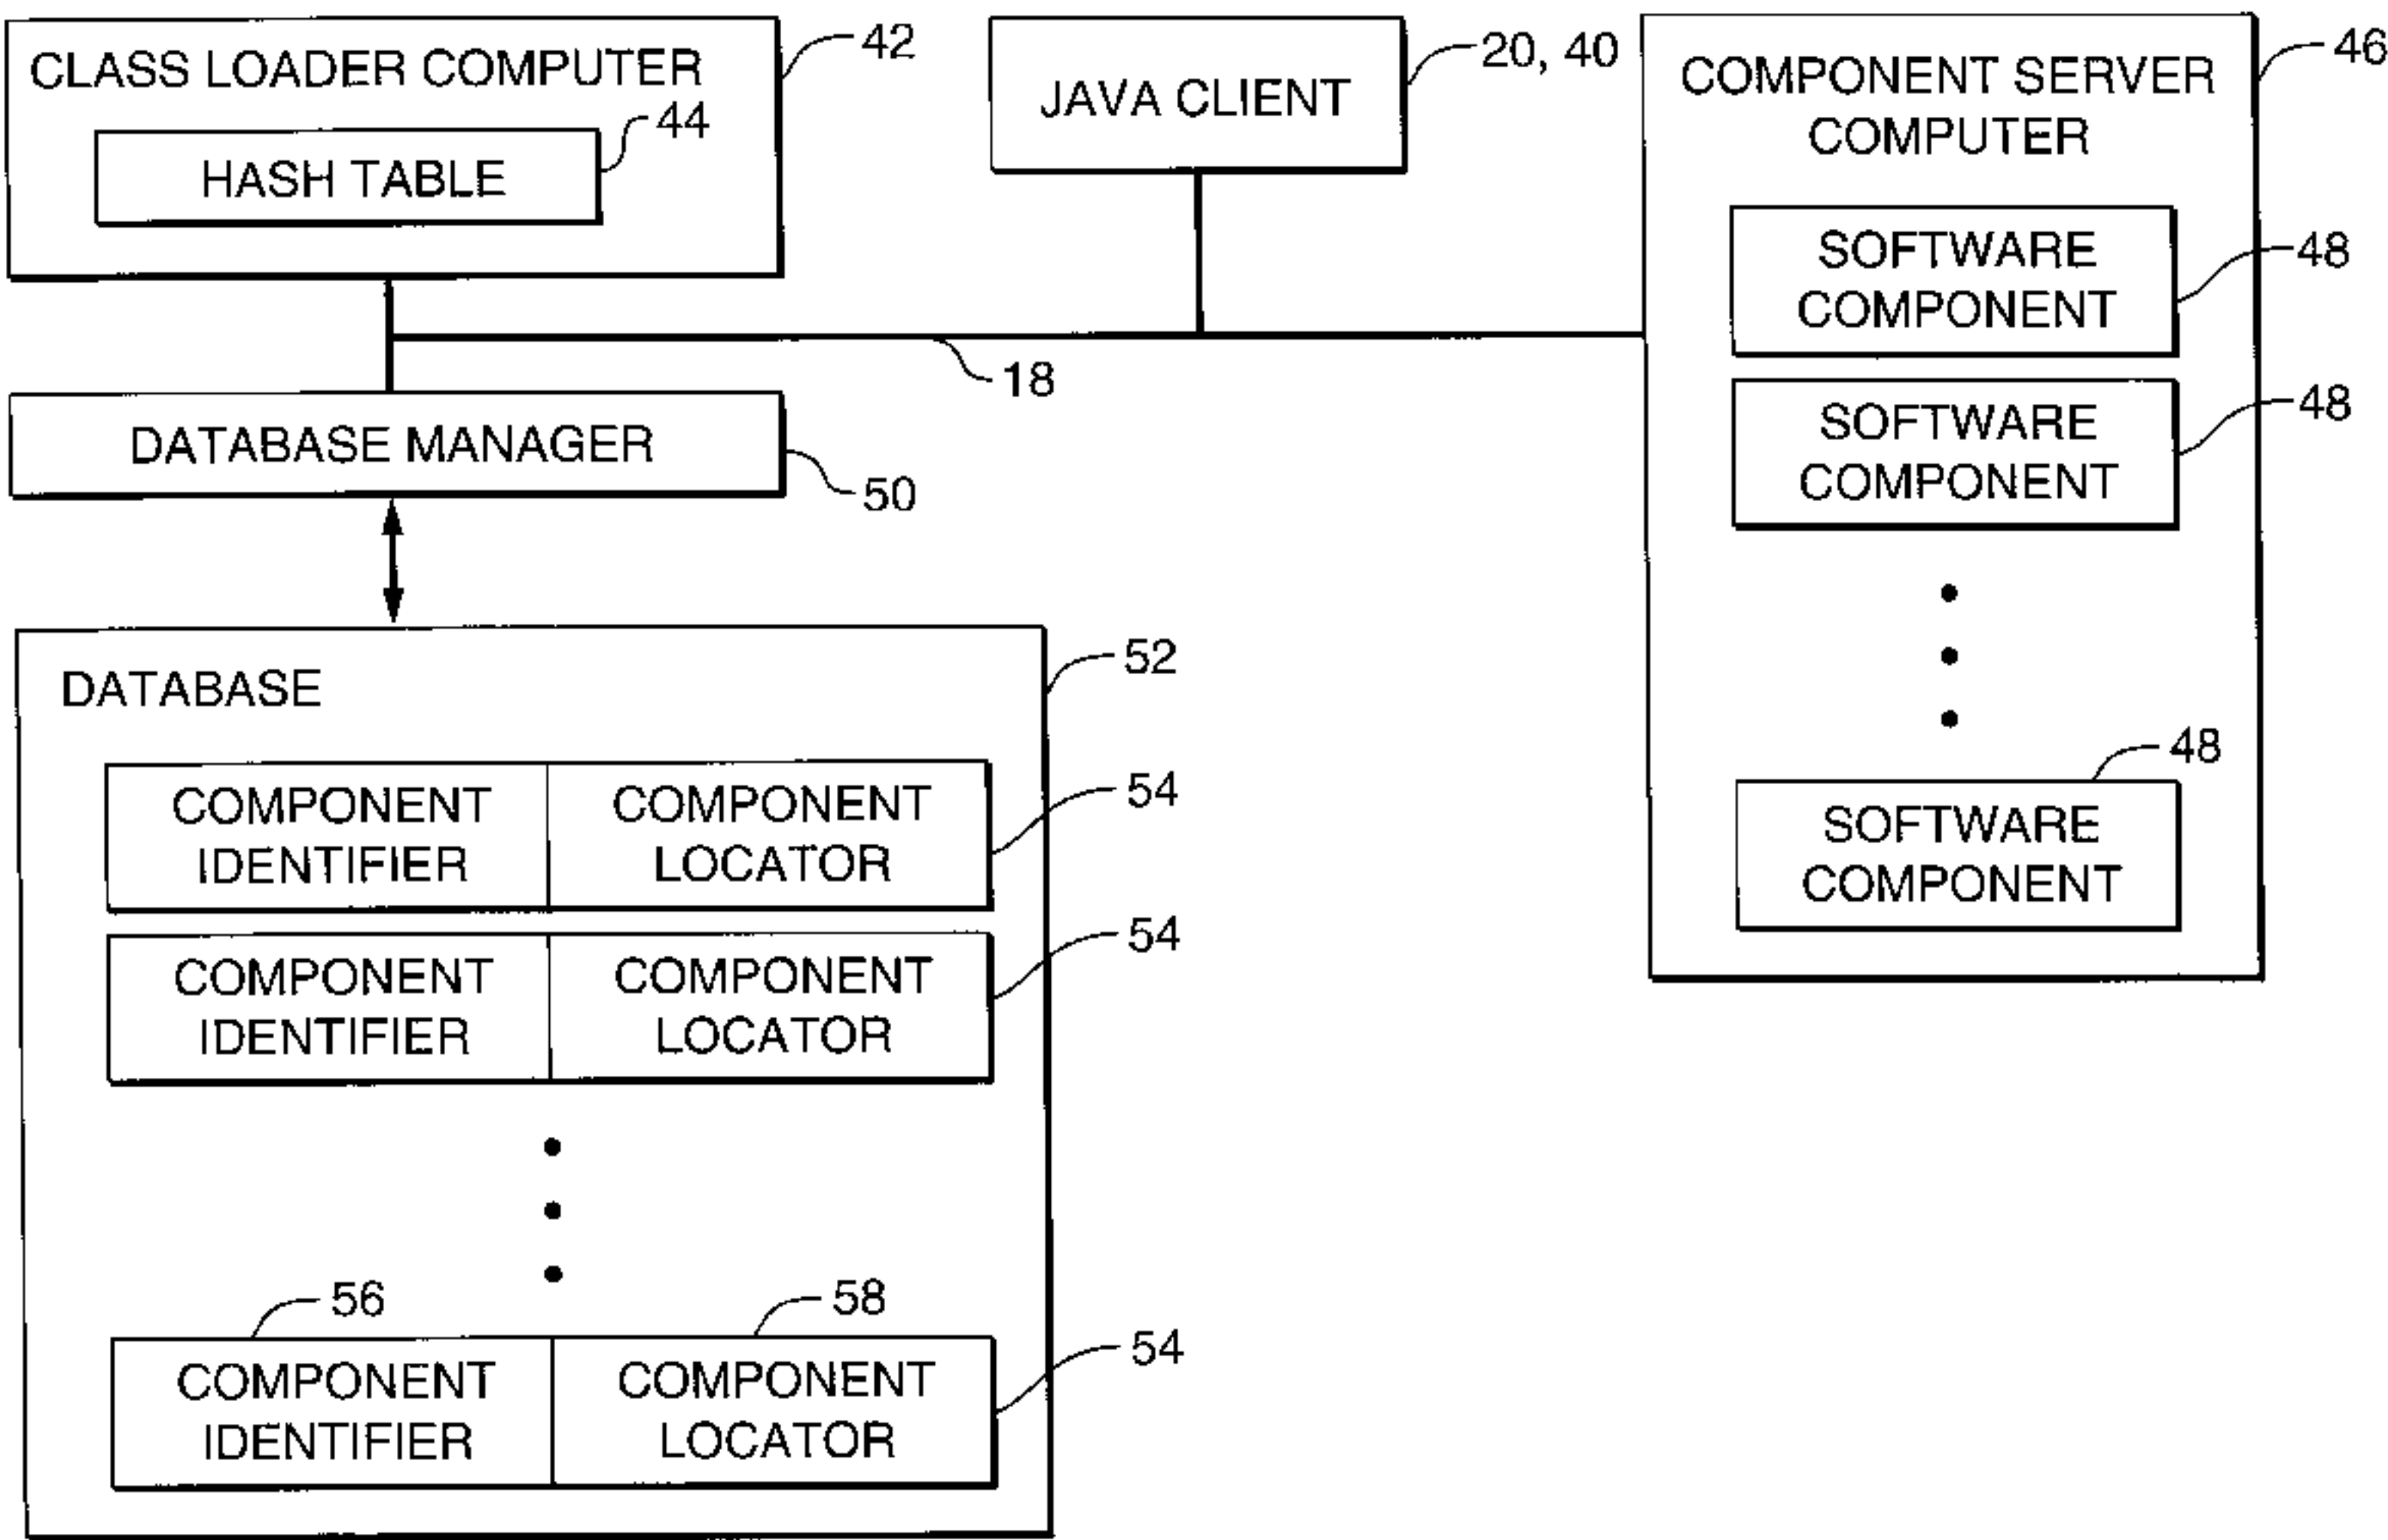 CLASS LOADER COMPUTER
42
HASH TABLE
44
JAVA CLIENT
20, 40
COMPONENT SERVER
COMPUTER
46
SOFTWARE
COMPONENT
48
SOFTWARE
COMPONENT
48
SOFTWARE
COMPONENT
48
18
DATABASE MANAGER
50
DATABASE
52
COMPONENT
IDENTIFIER
COMPONENT
LOCATOR
54
COMPONENT
IDENTIFIER
COMPONENT
LOCATOR
54
56
58
COMPONENT
IDENTIFIER
COMPONENT
LOCATOR
54